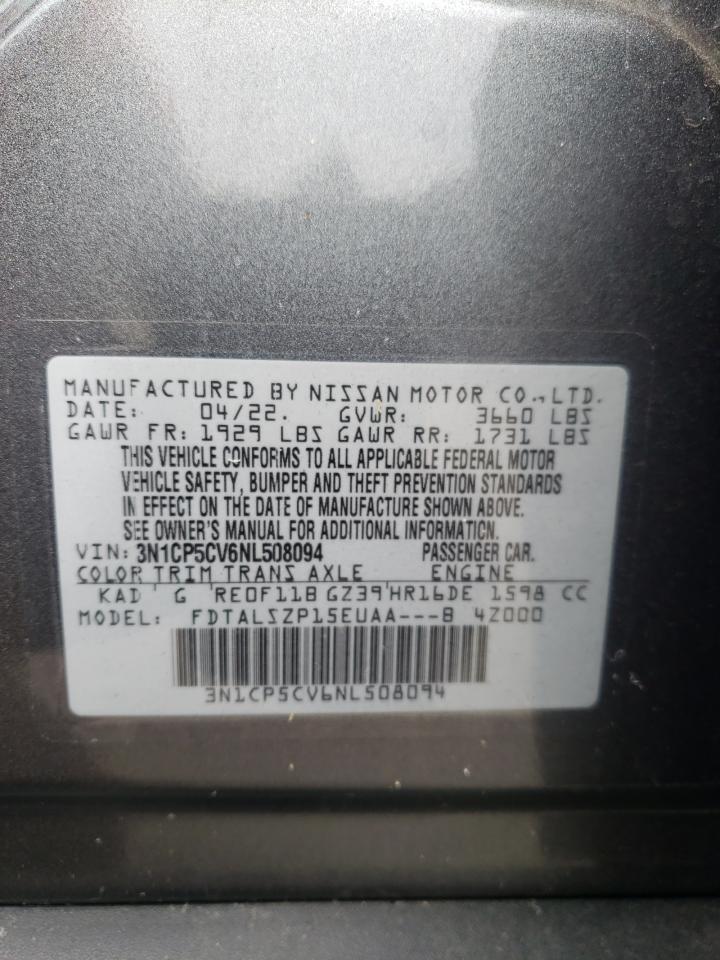 MANUFACTURED BY NISSAN MOTOR CO., LTD.
DATE: 04/22. GVWR: 3660 LBS
GAWR FR: 1929 LBS GAWR RR: 1731 LBS
THIS VEHICLE CONFORMS TO ALL APPLICABLE FEDERAL MOTOR
VEHICLE SAFETY, BUMPER AND THEFT PREVENTION STANDARDS
IN EFFECT ON THE DATE OF MANUFACTURE SHOWN ABOVE.
SEE OWNER'S MANUAL FOR ADDITIONAL INFORMATION.
VIN: 3N1CP5CV6NL508094 PASSENGER CAR.
COLOR TRIM TRANS AXLE ENGINE
KAD G RE0F11B GZ39 HR16DE 1598 CC
MODEL: FDTALSZP15EUAA---B 4Z000
3N1CP5CV6NL508094